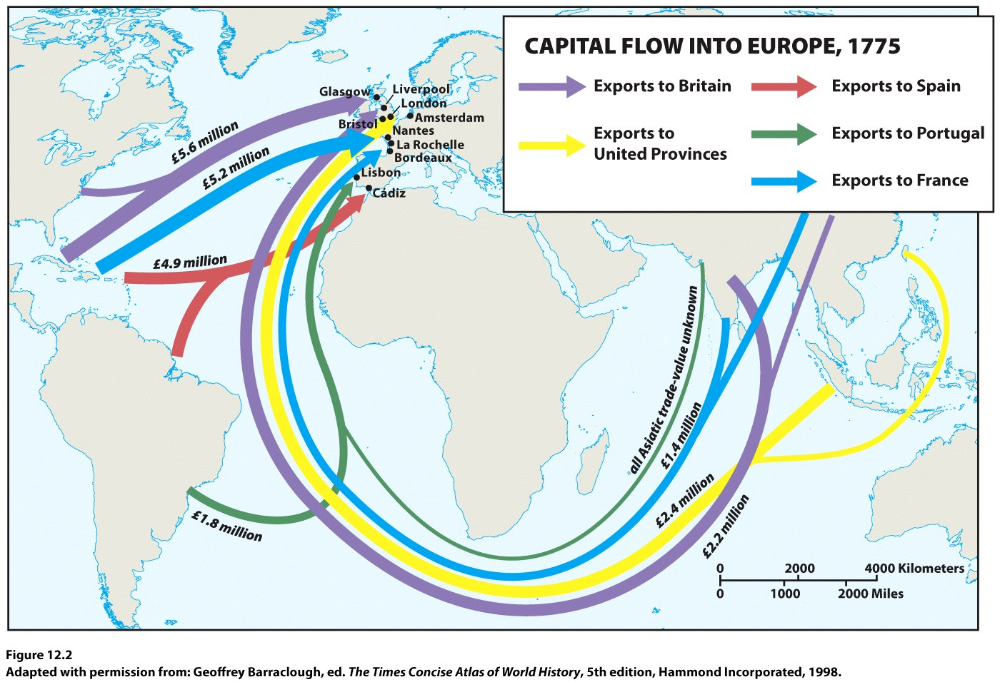 CAPITAL FLOW INTO EUROPE, 1775
Exports to Britain
Exports to Spain
Exports to
United Provinces
Exports to Portugal
Exports to France
Glasgow
Liverpool
London
Amsterdam
Bristol
Nantes
La Rochelle
Bordeaux
Lisbon
Cádiz
£5.6 million
£5.2 million
£4.9 million
£1.8 million
all Asiatic trade-value unknown
£1.4 million
£2.4 million
£2.2 million
0 2000 4000 Kilometers
0 1000 2000 Miles
Figure 12.2
Adapted with permission from: Geoffrey Barraclough, ed. The Times Concise Atlas of World History, 5th edition, Hammond Incorporated, 1998.